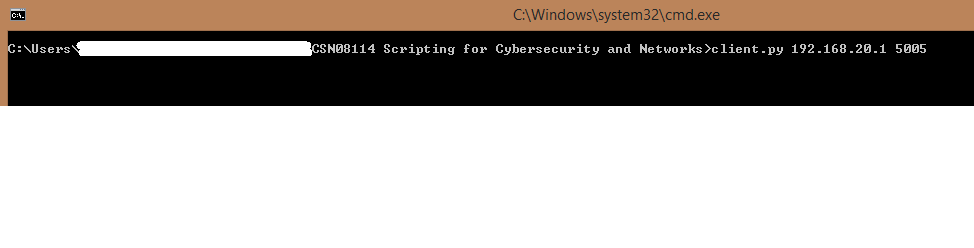 C:\Windows\system32\cmd.exe
C:\Users\CSN08114 Scripting for Cybersecurity and Networks>client.py 192.168.20.1 5005